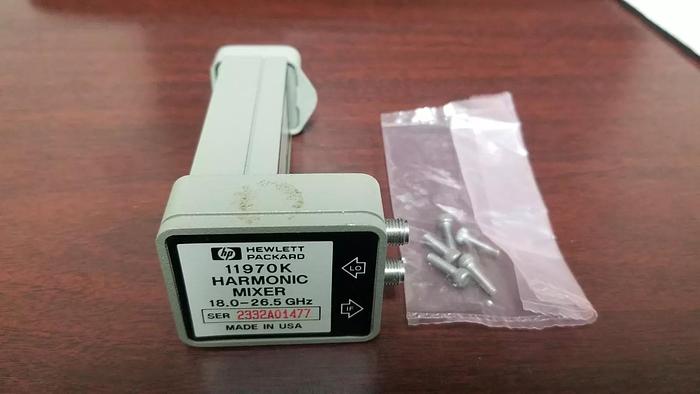 hp HEWLETT
PACKARD
11970K
HARMONIC
MIXER
18.0-26.5 GHz
SER 2332A01477
MADE IN USA
LO
IF